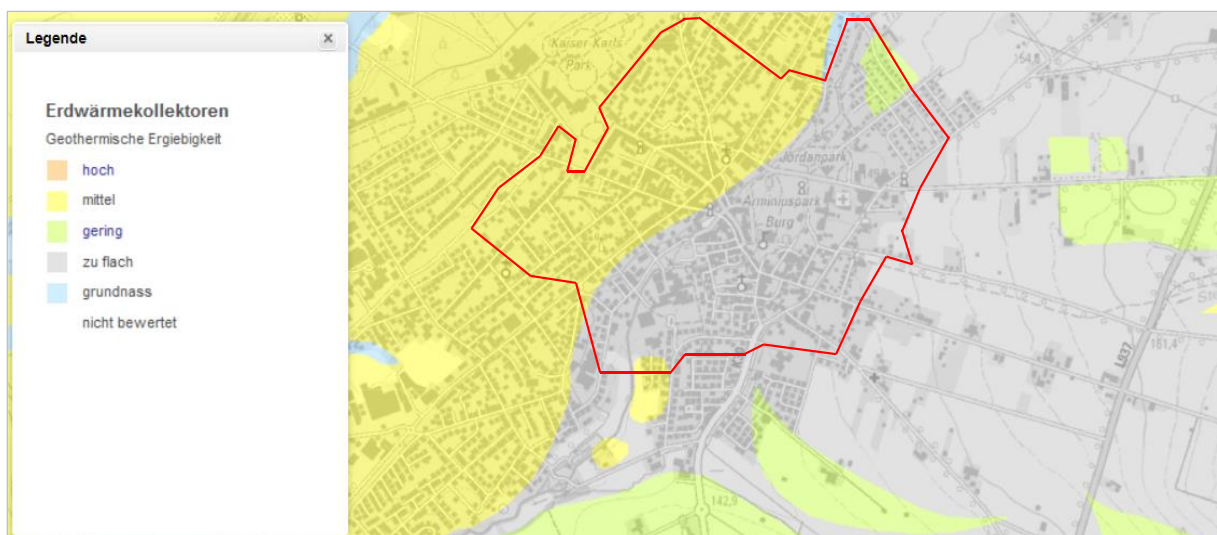 Legende
Erdwärmekollektoren
Geothermische Ergiebigkeit
hoch
mittel
gering
zu flach
grundnass
nicht bewertet
Kaiser Karls
Park
164,8
Jordanpark
Arminiuspark
Burg
L937
161,4
142,9